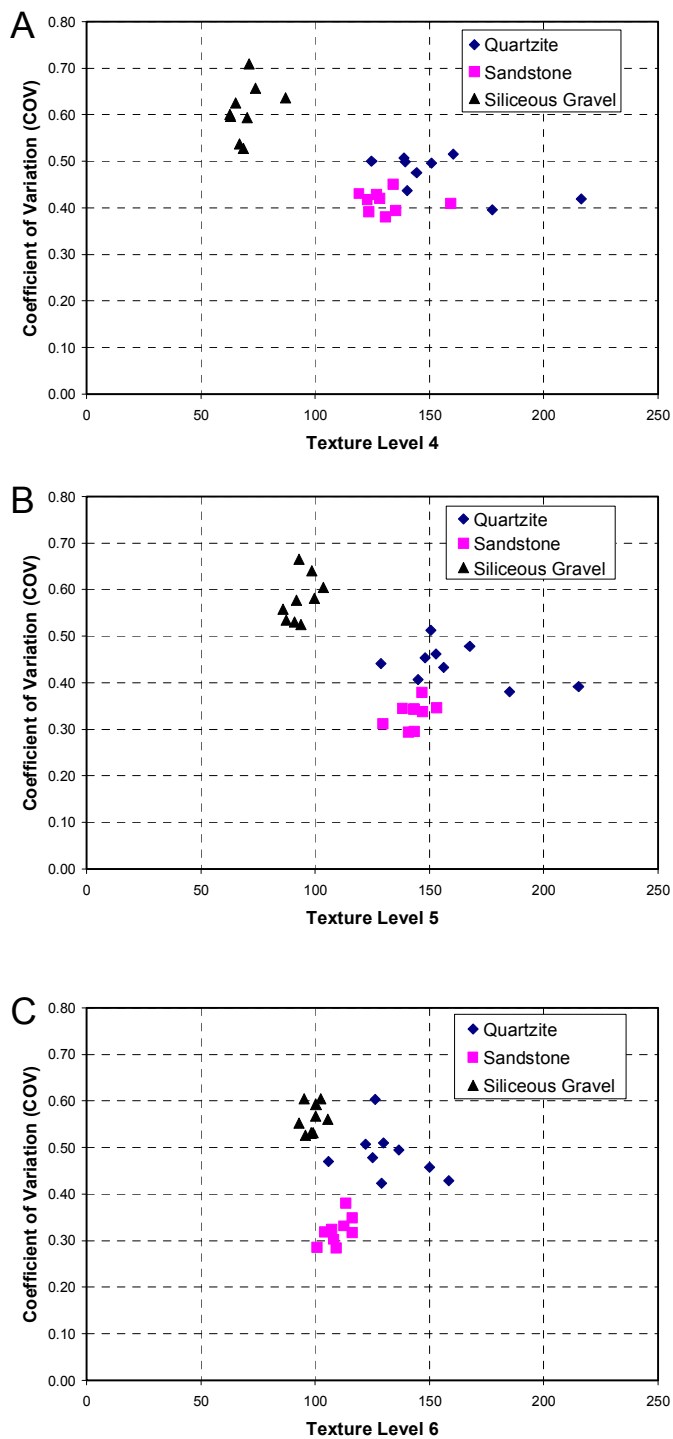 A
Coefficient of Variation (COV)
0.80
0.70
0.60
0.50
0.40
0.30
0.20
0.10
0.00
Quartzite
Sandstone
Siliceous Gravel
0 50 100 150 200 250
Texture Level 4
B
Coefficient of Variation (COV)
0.80
0.70
0.60
0.50
0.40
0.30
0.20
0.10
0.00
Quartzite
Sandstone
Siliceous Gravel
0 50 100 150 200 250
Texture Level 5
C
Coefficient of Variation (COV)
0.80
0.70
0.60
0.50
0.40
0.30
0.20
0.10
0.00
Quartzite
Sandstone
Siliceous Gravel
0 50 100 150 200 250
Texture Level 6